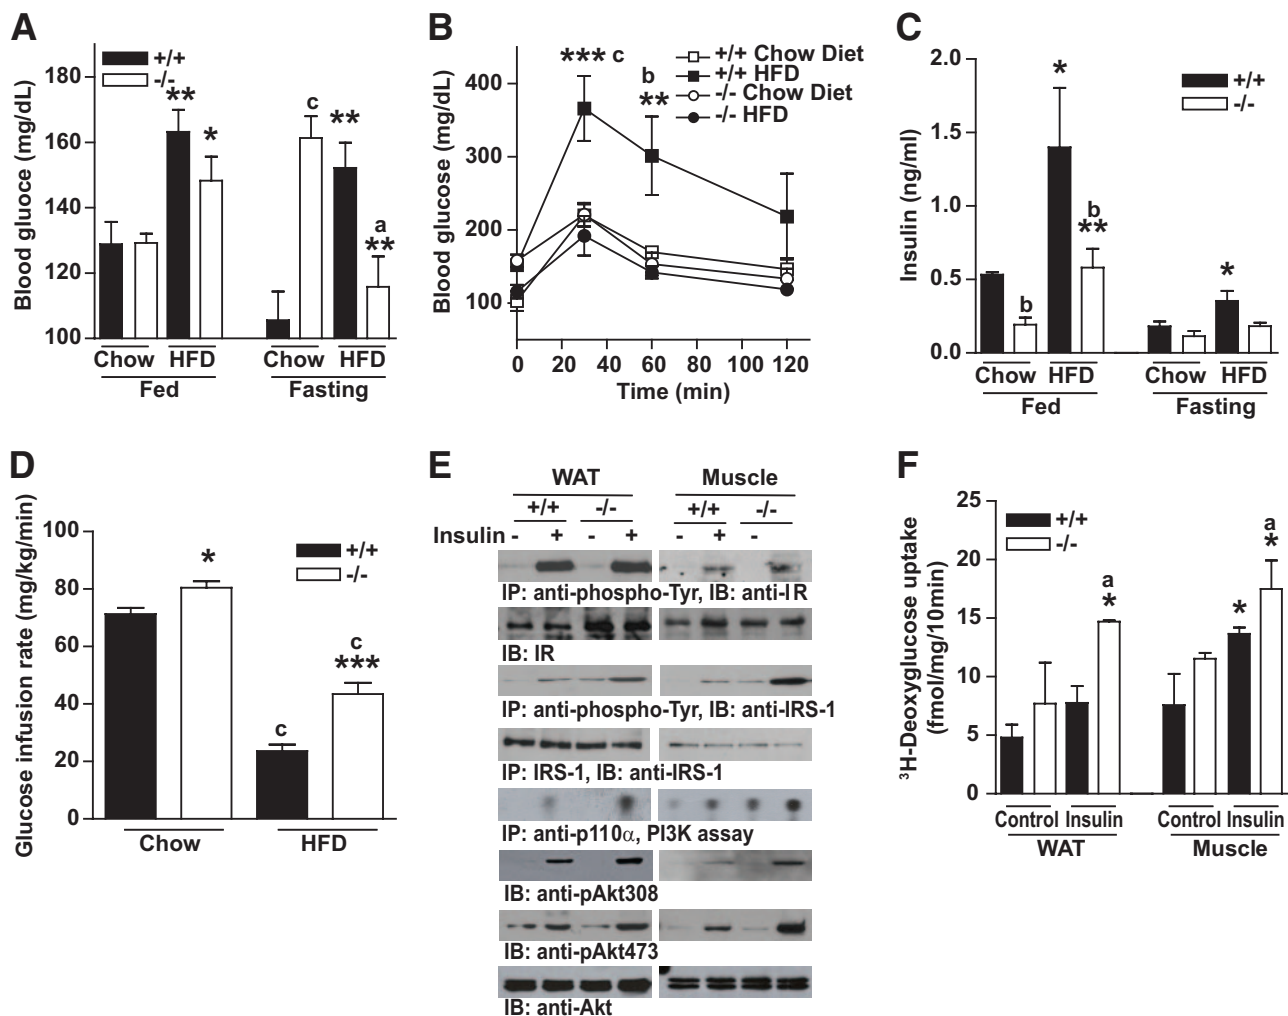 A
Blood gluoce (mg/dL)
180
160
140
120
100
+/+
-/-
**
*
c
**
a
**
Chow HFD Chow HFD
Fed Fasting
B
Blood glucose (mg/dL)
400
300
200
100
*** c
b
**
+/+ Chow Diet
+/+ HFD
-/- Chow Diet
-/- HFD
0 20 40 60 80 100 120
Time (min)
C
Insulin (ng/ml)
2.0
1.5
1.0
0.5
0.0
+/+
-/-
b
*
b
**
*
Chow HFD Chow HFD
Fed Fasting
D
Glucose infusion rate (mg/kg/min)
100
80
60
40
20
0
+/+
-/-
*
c
c
***
Chow HFD
E
WAT Muscle
+/+ -/- +/+ -/-
Insulin - + - + - + - +
IP: anti-phospho-Tyr, IB: anti-IR
IB: IR
IP: anti-phospho-Tyr, IB: anti-IRS-1
IP: IRS-1, IB: anti-IRS-1
IP: anti-p110α, PI3K assay
IB: anti-pAkt308
IB: anti-pAkt473
IB: anti-Akt
F
³H-Deoxyglucose uptake
(fmol/mg/10min)
25
20
15
10
5
0
+/+
-/-
a
*
*
a
*
Control Insulin Control Insulin
WAT Muscle